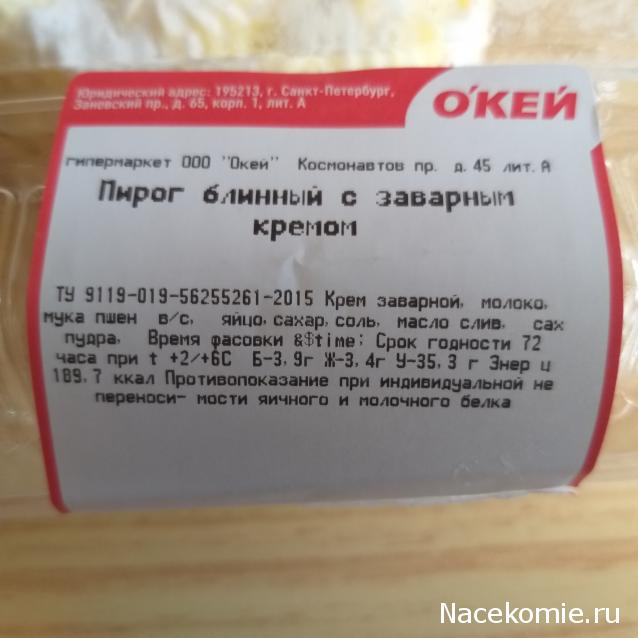 Юридический адрес: 195213, г. Санкт-Петербург,
Заневский пр., д. 65, корп. 1, лит. А
О'КЕЙ
гипермаркет ООО "Окей" Космонавтов пр. д. 45 лит. А
Пирог блинный с заварным
кремом
ТУ 9119-019-56255261-2015 Крем заварной, молоко,
мука пшен в/с, яйцо,сахар,соль, масло слив, сах
пудра, Время фасовки &$time; Срок годности 72
часа при t +2/+6С Б-3,9г Ж-3,4г У-35,3 г Энер ц
189,7 ккал Противопоказание при индивидуальной не
переноси- мости яичного и молочного белка
Nacekomie.ru